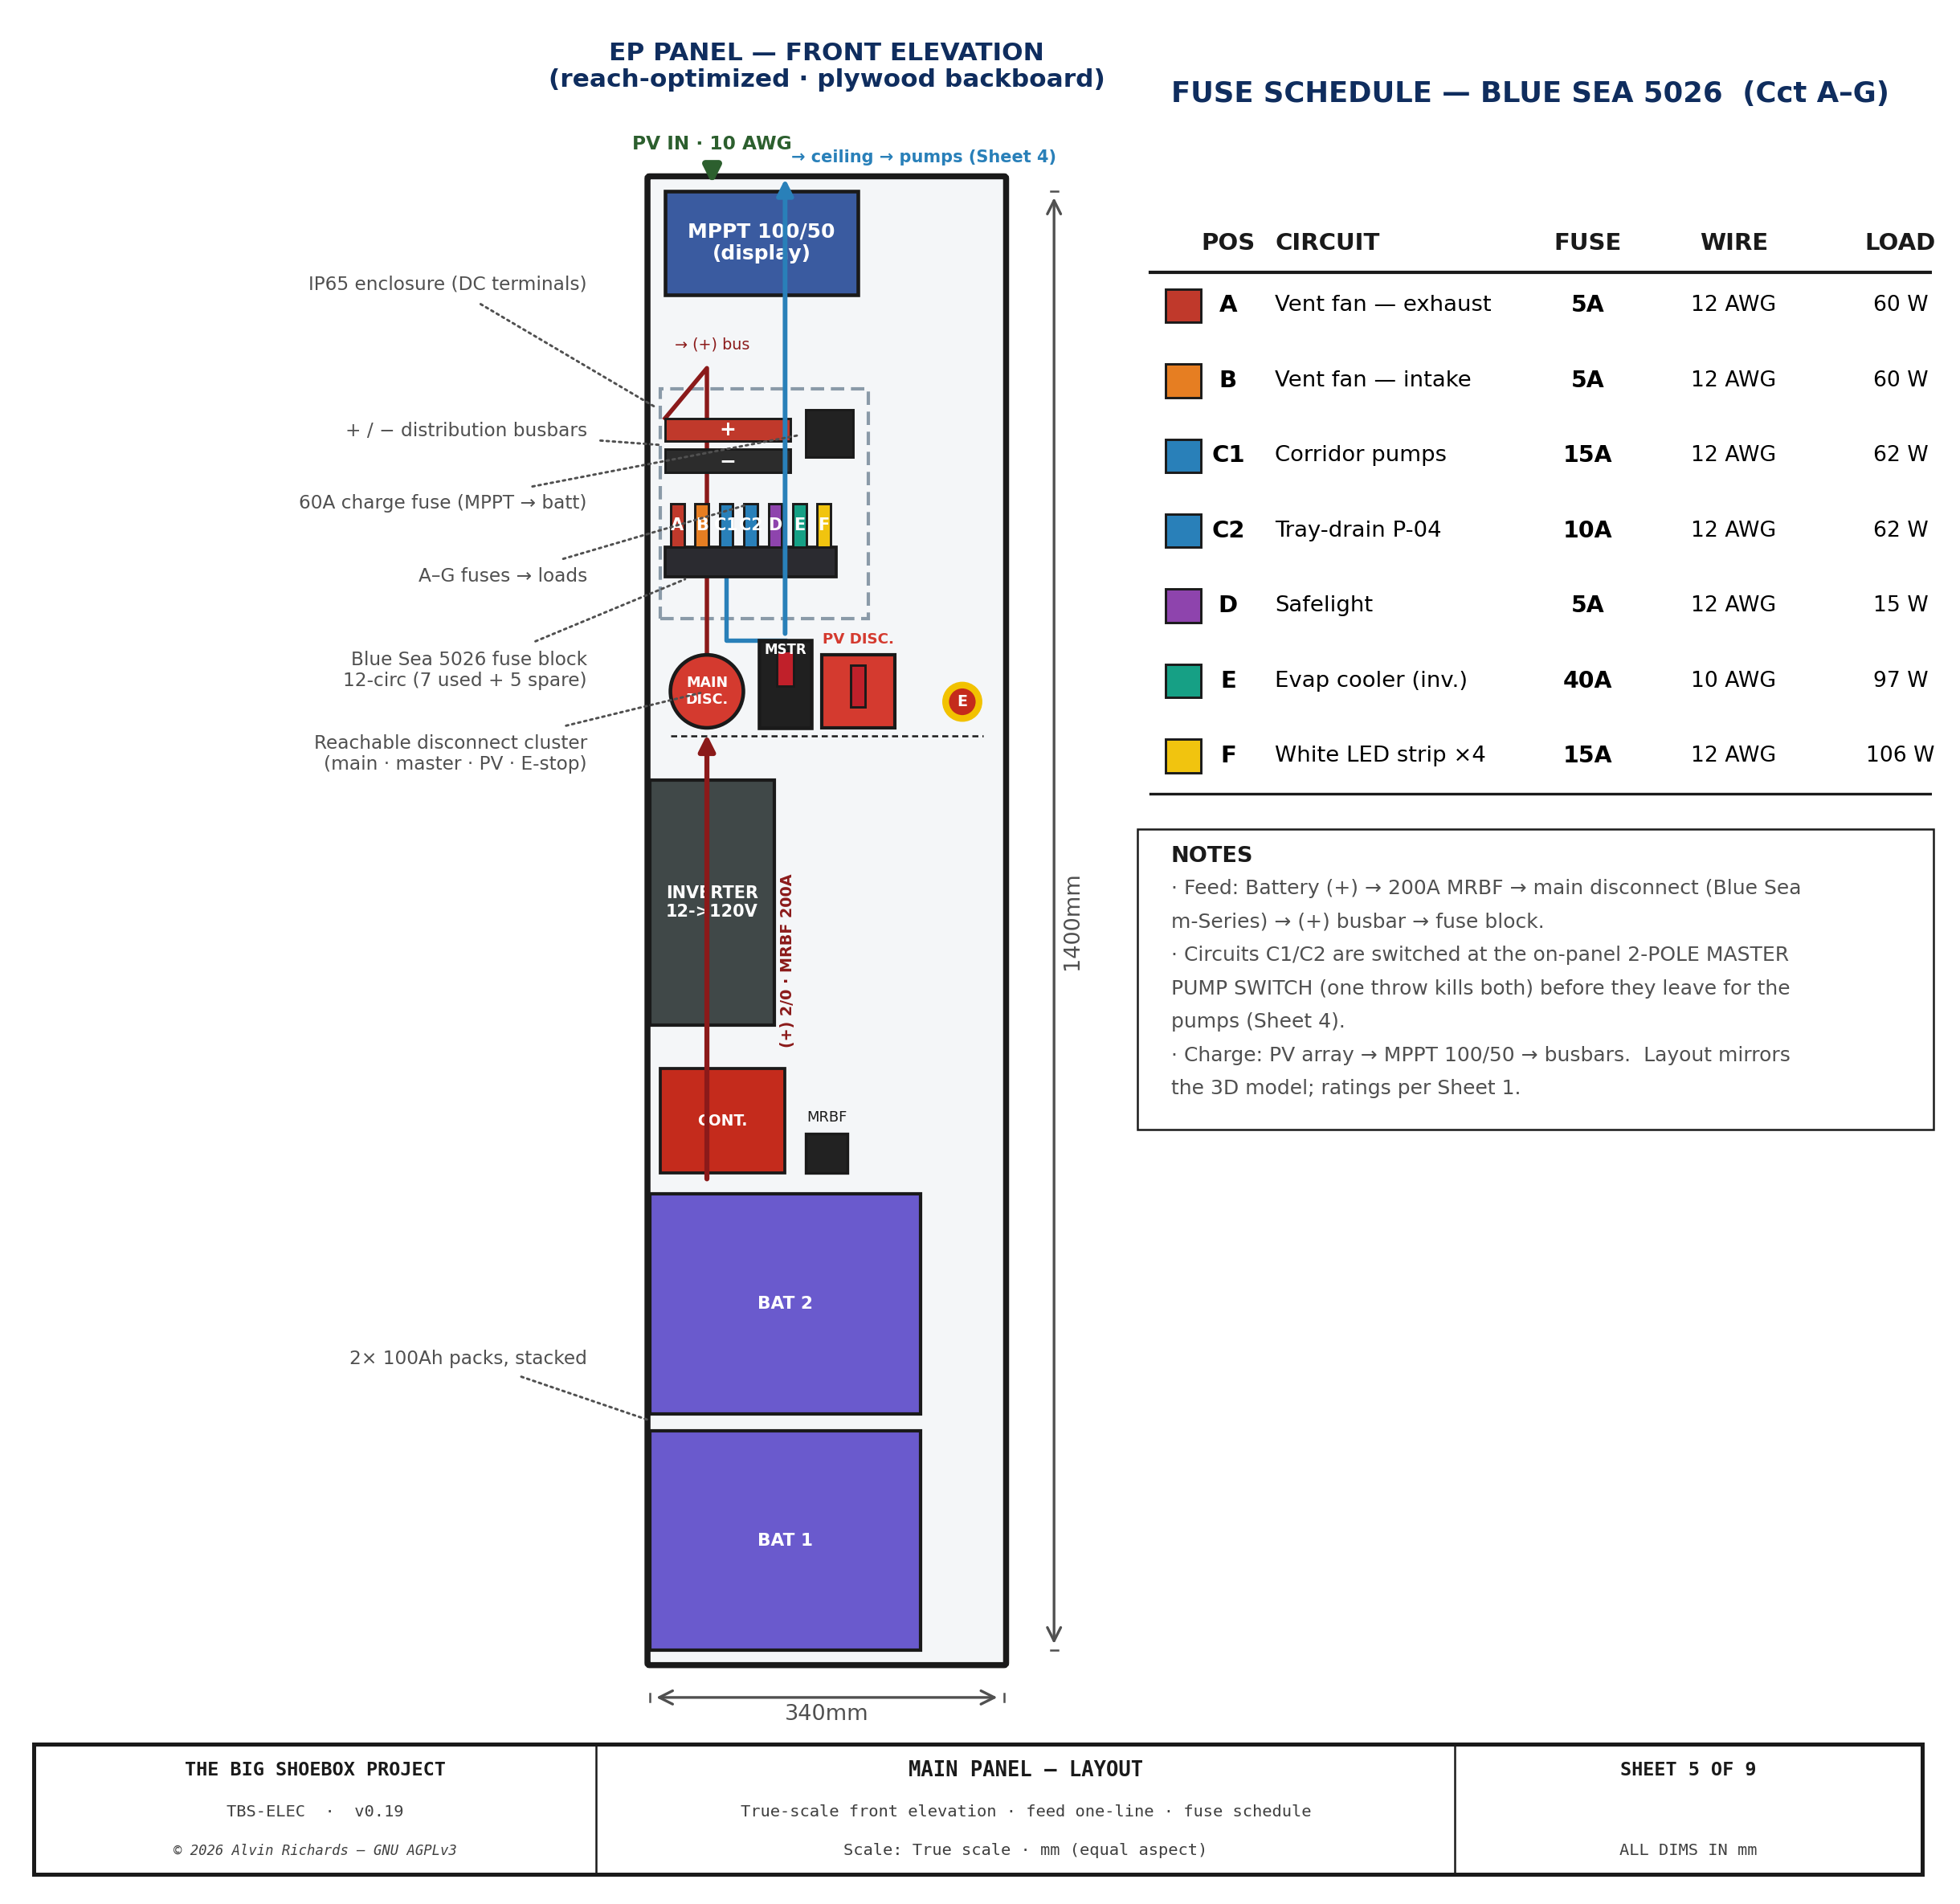 EP PANEL — FRONT ELEVATION
(reach-optimized · plywood backboard)
PV IN · 10 AWG
→ ceiling → pumps (Sheet 4)
MPPT 100/50
(display)
IP65 enclosure (DC terminals)
→ (+) bus
+ / − distribution busbars
+
−
60A charge fuse (MPPT → batt)
A B C1 C2 D E F
A–G fuses → loads
Blue Sea 5026 fuse block
12-circ (7 used + 5 spare)
MSTR
PV DISC.
MAIN
DISC.
E
Reachable disconnect cluster
(main · master · PV · E-stop)
INVERTER
12->120V
(+) 2/0 · MRBF 200A
1400mm
CONT.
MRBF
BAT 2
2× 100Ah packs, stacked
BAT 1
340mm
FUSE SCHEDULE — BLUE SEA 5026 (Cct A–G)
POS CIRCUIT FUSE WIRE LOAD
A Vent fan — exhaust 5A 12 AWG 60 W
B Vent fan — intake 5A 12 AWG 60 W
C1 Corridor pumps 15A 12 AWG 62 W
C2 Tray-drain P-04 10A 12 AWG 62 W
D Safelight 5A 12 AWG 15 W
E Evap cooler (inv.) 40A 10 AWG 97 W
F White LED strip ×4 15A 12 AWG 106 W
NOTES
· Feed: Battery (+) → 200A MRBF → main disconnect (Blue Sea
m-Series) → (+) busbar → fuse block.
· Circuits C1/C2 are switched at the on-panel 2-POLE MASTER
PUMP SWITCH (one throw kills both) before they leave for the
pumps (Sheet 4).
· Charge: PV array → MPPT 100/50 → busbars. Layout mirrors
the 3D model; ratings per Sheet 1.
THE BIG SHOEBOX PROJECT
TBS-ELEC · v0.19
© 2026 Alvin Richards — GNU AGPLv3
MAIN PANEL — LAYOUT
True-scale front elevation · feed one-line · fuse schedule
Scale: True scale · mm (equal aspect)
SHEET 5 OF 9
ALL DIMS IN mm